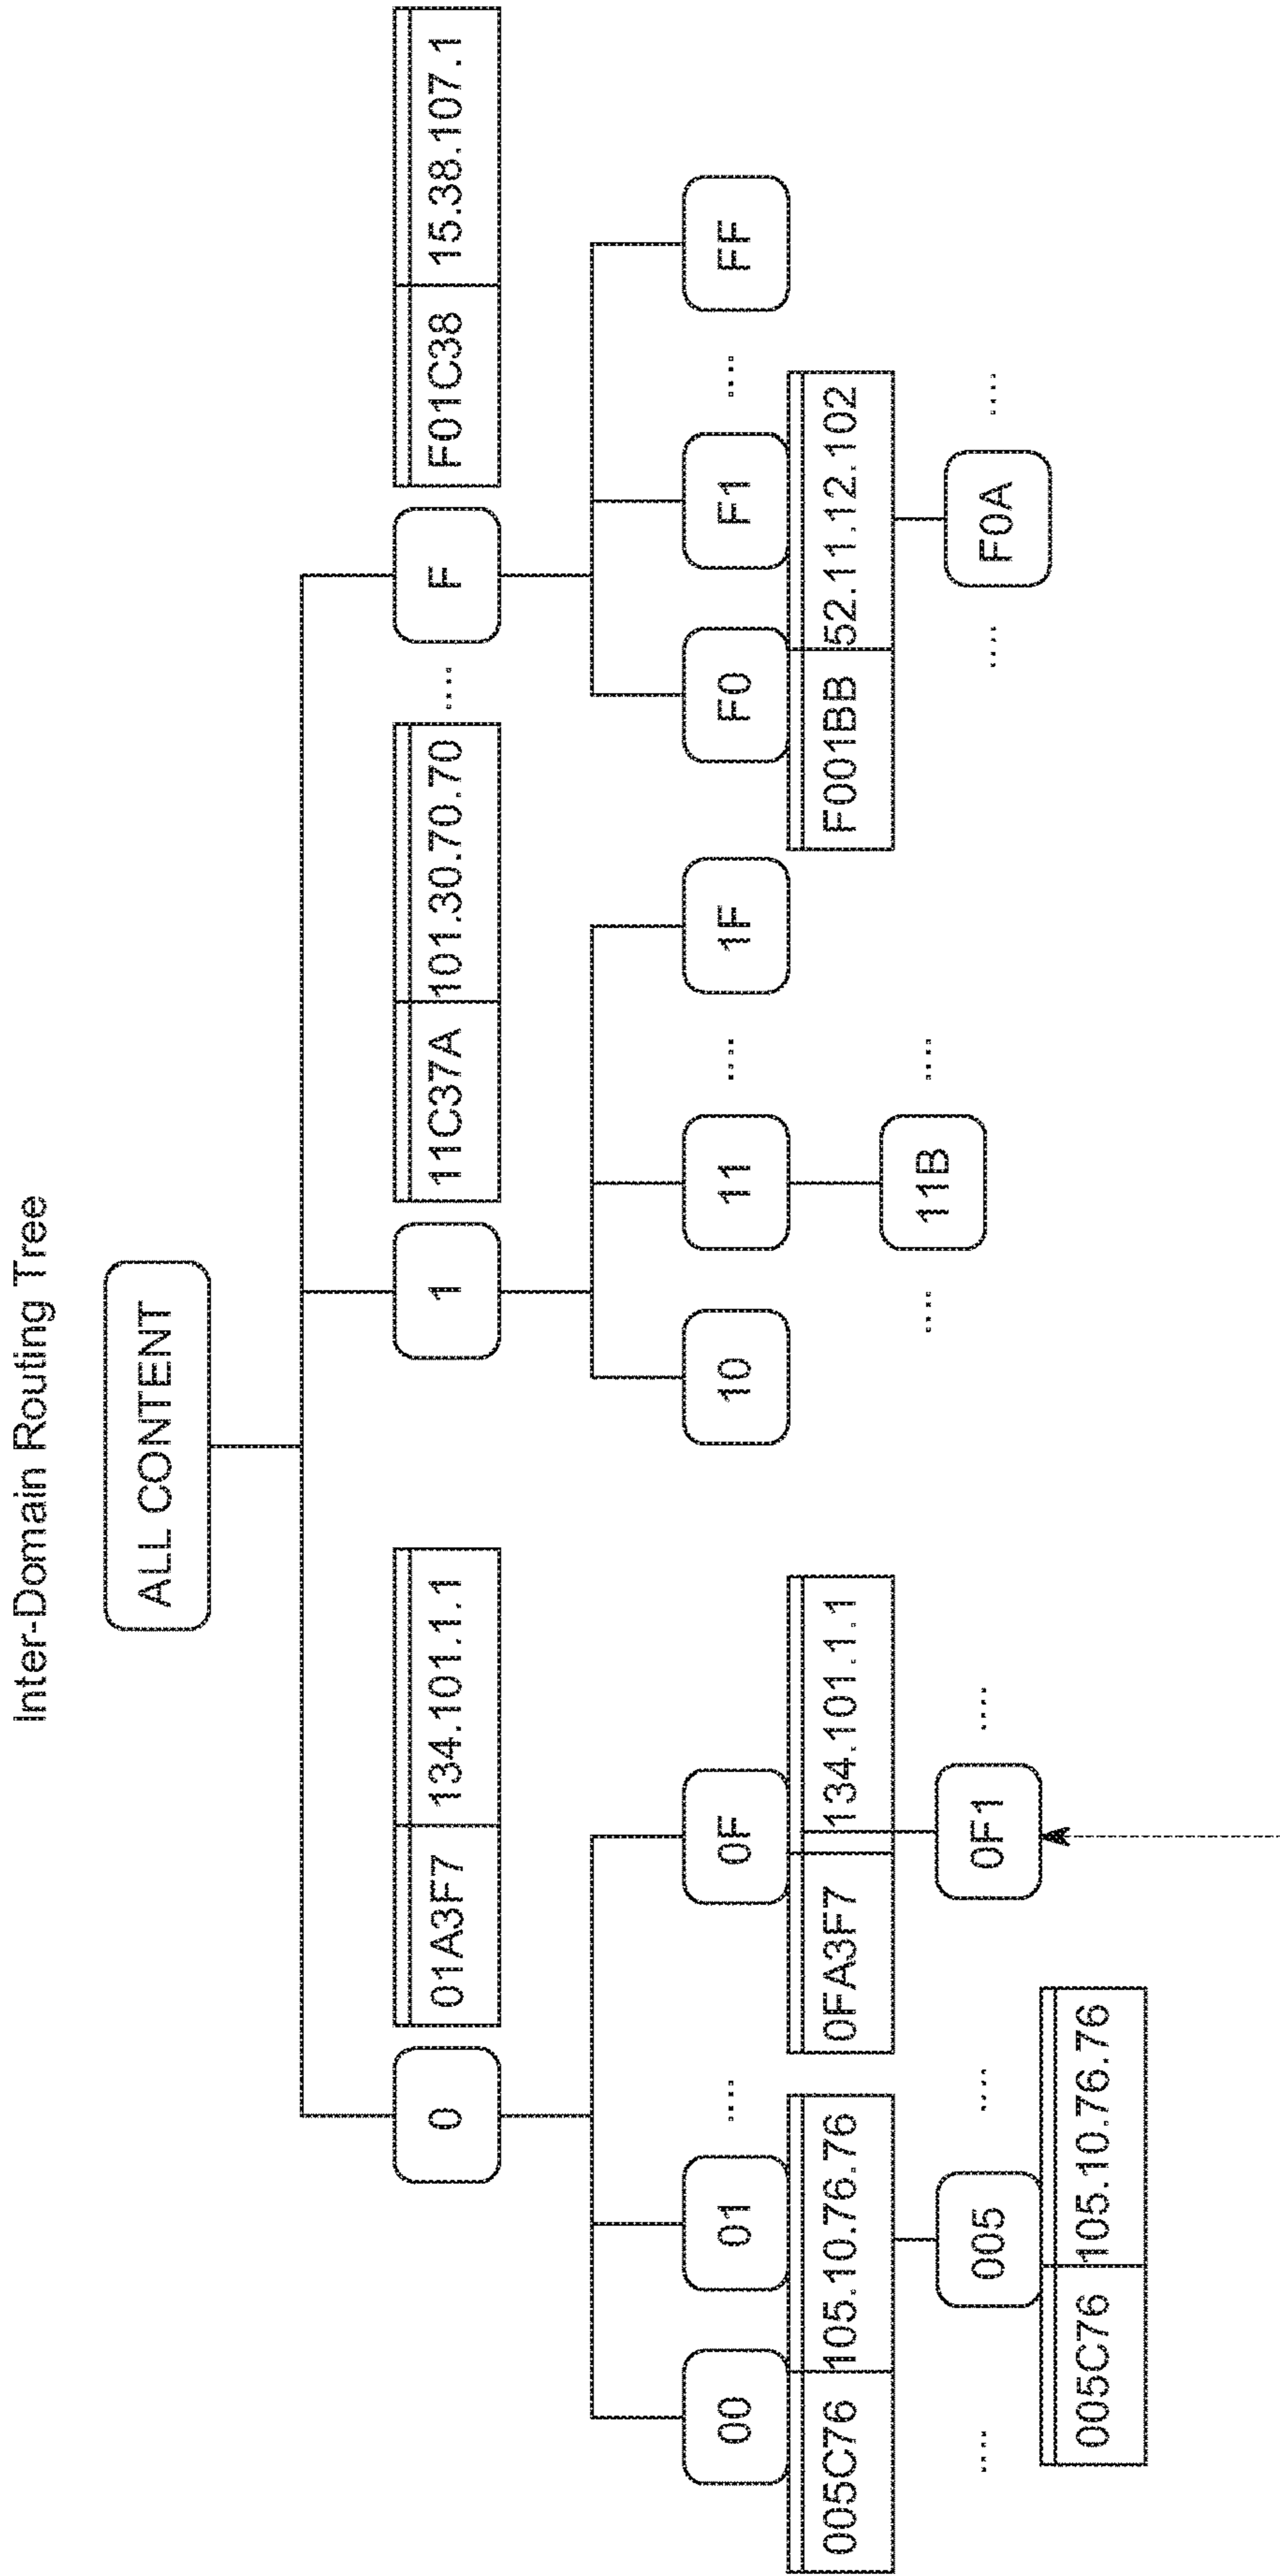 Inter-Domain Routing Tree
ALL CONTENT
0
01A3F7 134.101.1.1
1
11C37A 101.30.70.70
....
F
F01C38 15.38.107.1
00
01
....
0F
10
11
....
1F
F0
F1
....
FF
005C76 105.10.76.76
0FA3F7 134.101.1.1
F001BB 52.11.12.102
....
005
....
0F1
....
....
11B
....
....
F0A
....
005C76 105.10.76.76